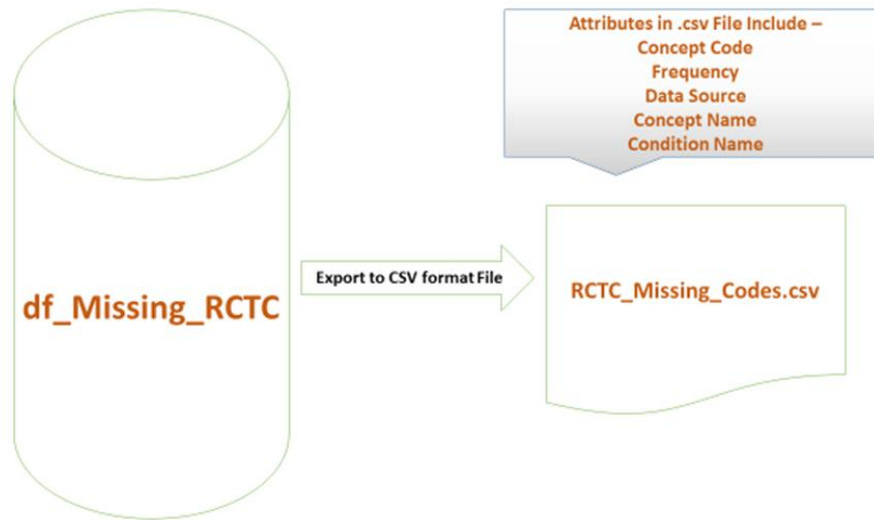 Attributes in .csv File Include –
Concept Code
Frequency
Data Source
Concept Name
Condition Name
df_Missing_RCTC
Export to CSV format File
RCTC_Missing_Codes.csv